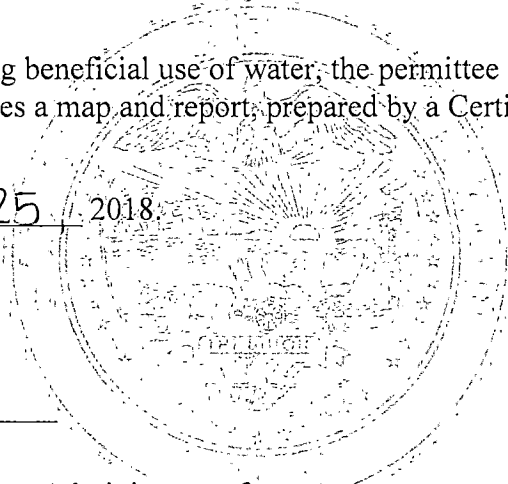 g beneficial use of water, the permittee
es a map and report, prepared by a Certi
25 2018.